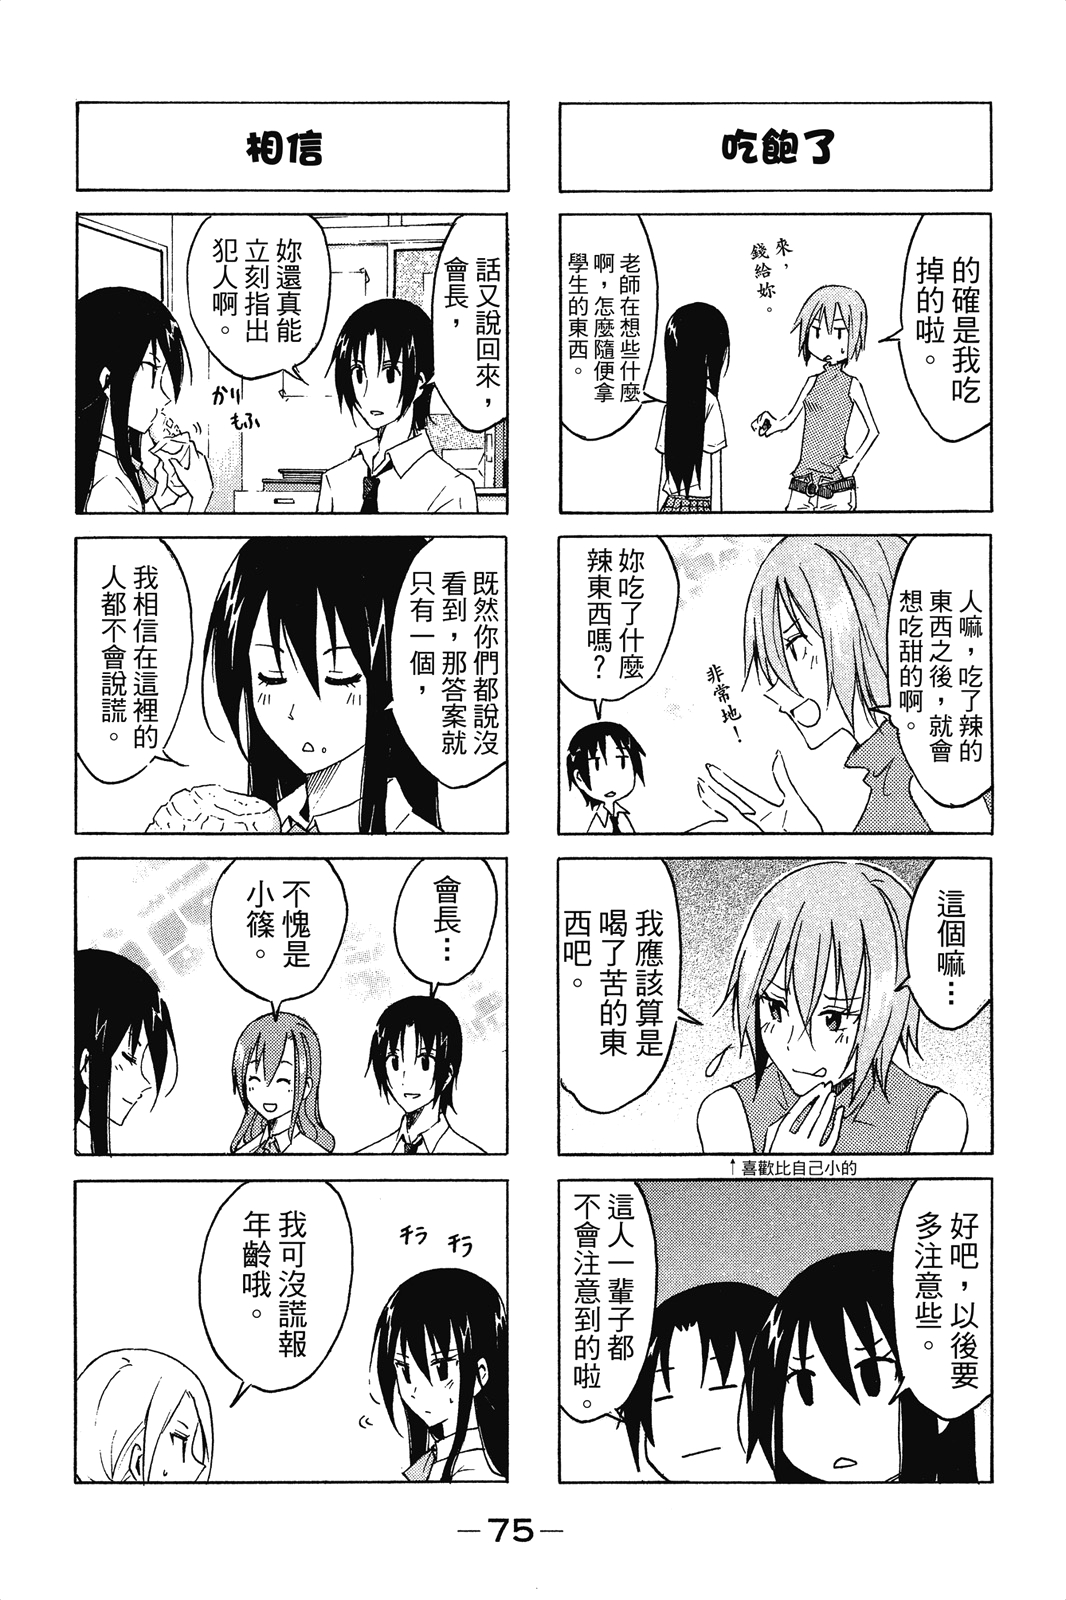 吃飽了
的確是我吃
掉的啦。
來，
錢給妳。
老師在想些什麼
啊，怎麼隨便拿
學生的東西。
人嘛，吃了辣的
東西之後，就會
想吃甜的啊。
非常地！
妳吃了什麼
辣東西嗎？
這個嘛…
我應該算是
喝了苦的東
西吧。
↑喜歡比自己小的
好吧，以後要
多注意些。
這人一輩子都
不會注意到的啦。
相信
話又說回來，
會長，
妳還真能
立刻指出
犯人啊。
かり
もふ
既然你們都說沒
看到，那答案就
只有一個，
我相信在這裡的
人都不會說謊。
會長…
不愧是
小篠。
チラ
チラ
我可沒謊報
年齡哦。
—75—